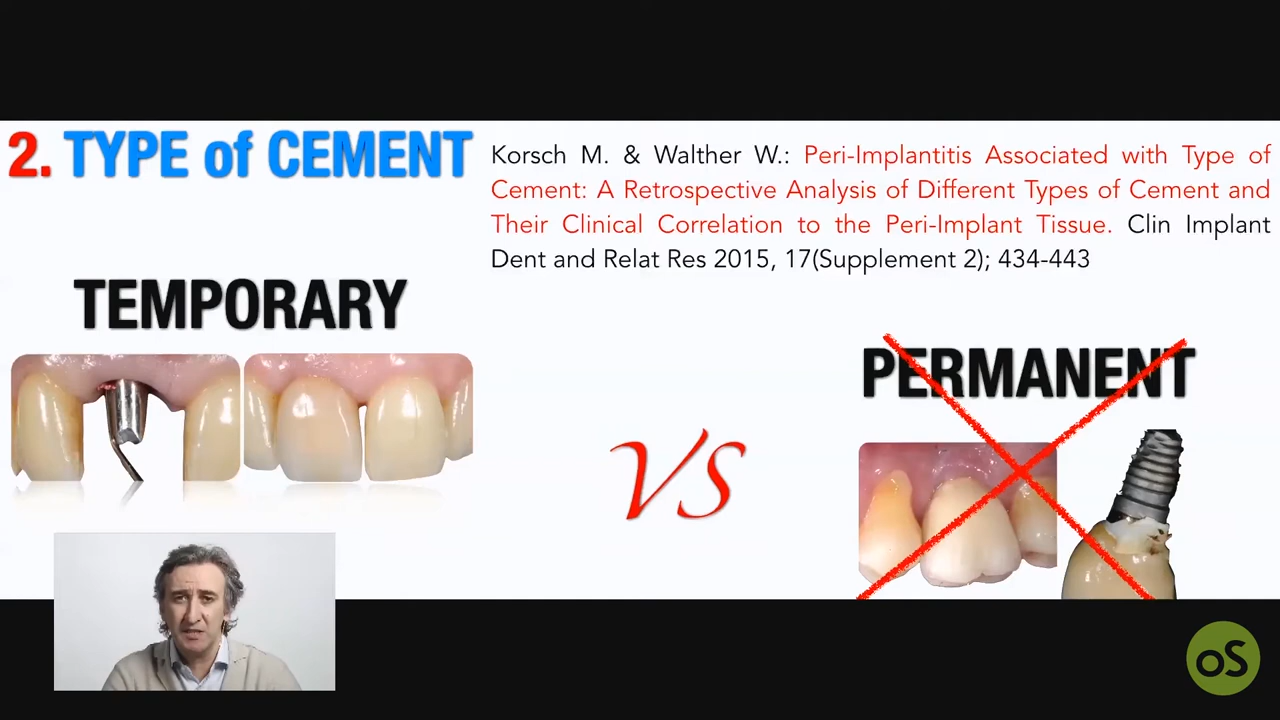 2. TYPE of CEMENT
Korsch M. & Walther W.: Peri-Implantitis Associated with Type of
Cement: A Retrospective Analysis of Different Types of Cement and
Their Clinical Correlation to the Peri-Implant Tissue. Clin Implant
Dent and Relat Res 2015, 17(Supplement 2); 434-443
TEMPORARY
VS
PERMANENT
oS